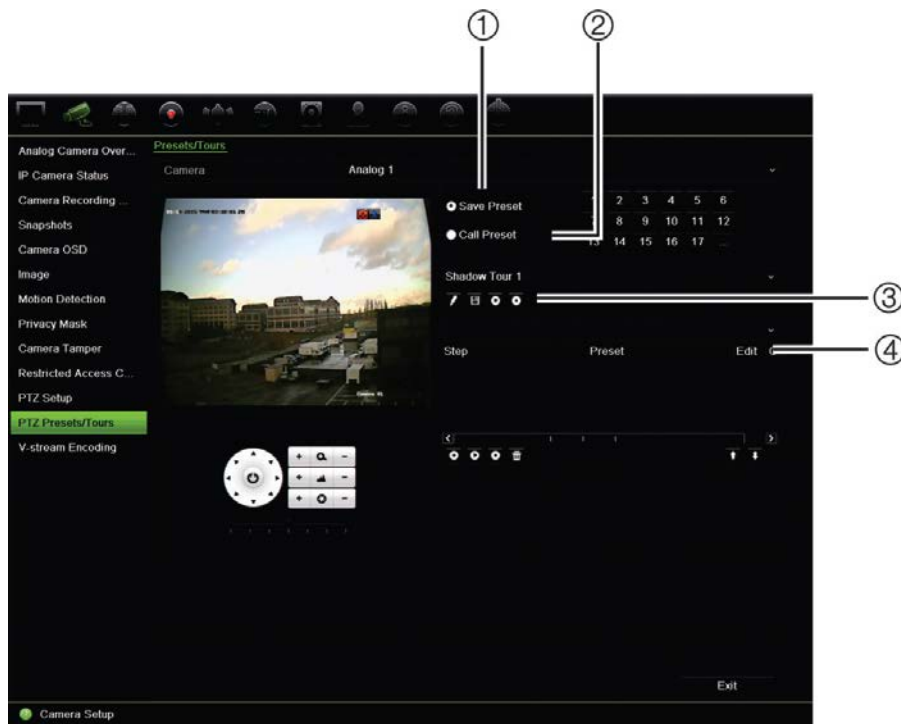 ① ②
Analog Camera Over...
Presets/Tours
IP Camera Status
Camera
Analog 1
Camera Recording ...
Save Preset
1 2 3 4 5 6
Snapshots
7 8 9 10 11 12
Call Preset
Camera OSD
13 14 15 16 17 ...
Image
Shadow Tour 1
Motion Detection
③
Privacy Mask
Camera Tamper
Step Preset Edit
④
Restricted Access C...
PTZ Setup
PTZ Presets/Tours
V-stream Encoding
Exit
Camera Setup